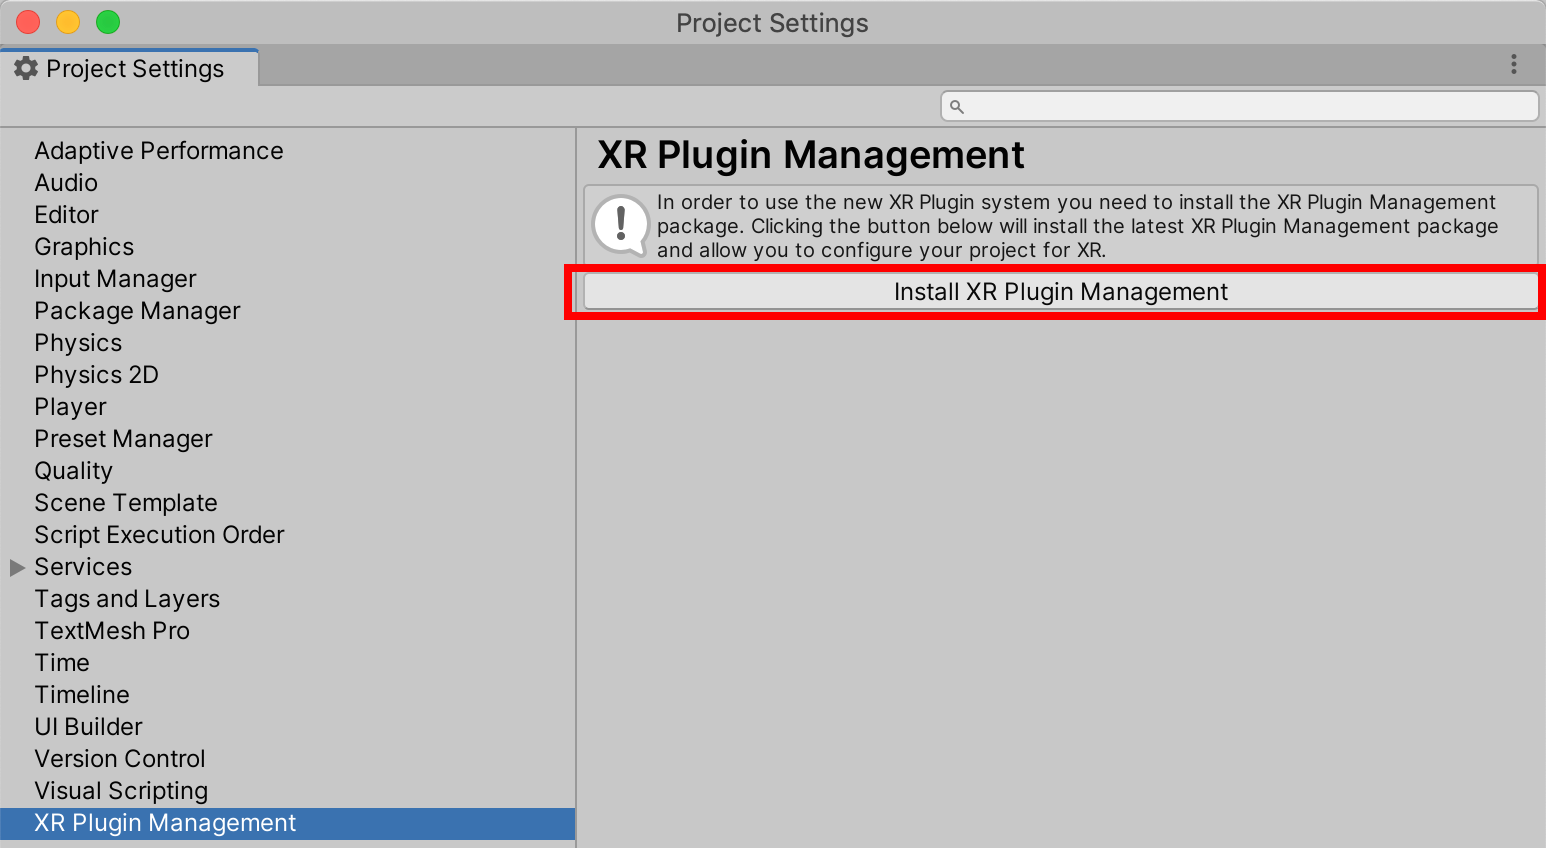 Project Settings
Project Settings
Adaptive Performance
Audio
Editor
Graphics
Input Manager
Package Manager
Physics
Physics 2D
Player
Preset Manager
Quality
Scene Template
Script Execution Order
Services
Tags and Layers
TextMesh Pro
Time
Timeline
UI Builder
Version Control
Visual Scripting
XR Plugin Management
XR Plugin Management
In order to use the new XR Plugin system you need to install the XR Plugin Management
package. Clicking the button below will install the latest XR Plugin Management package
and allow you to configure your project for XR.
Install XR Plugin Management